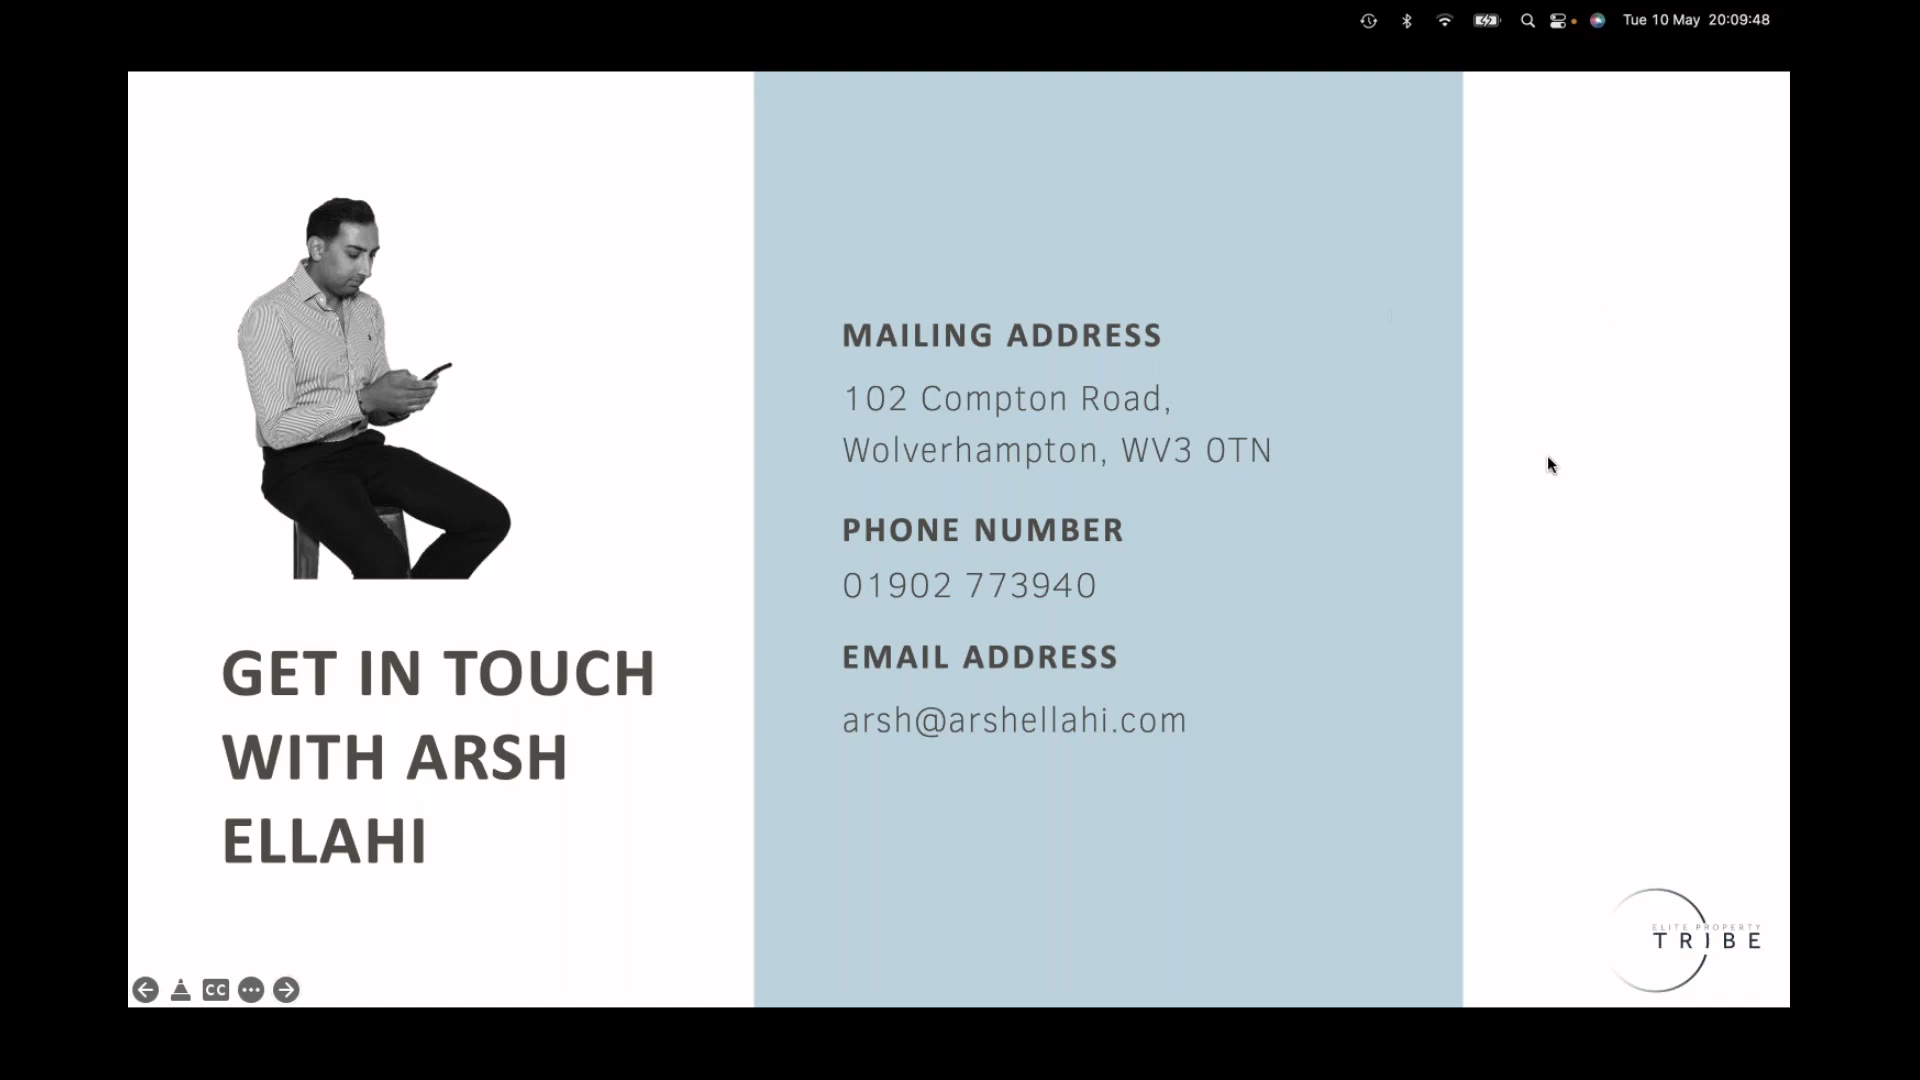 Tue 10 May 20:09:48
GET IN TOUCH
WITH ARSH
ELLAHI
MAILING ADDRESS
102 Compton Road,
Wolverhampton, WV3 0TN
PHONE NUMBER
01902 773940
EMAIL ADDRESS
arsh@arshellahi.com
ELITE PROPERTY
TRIBE
CC